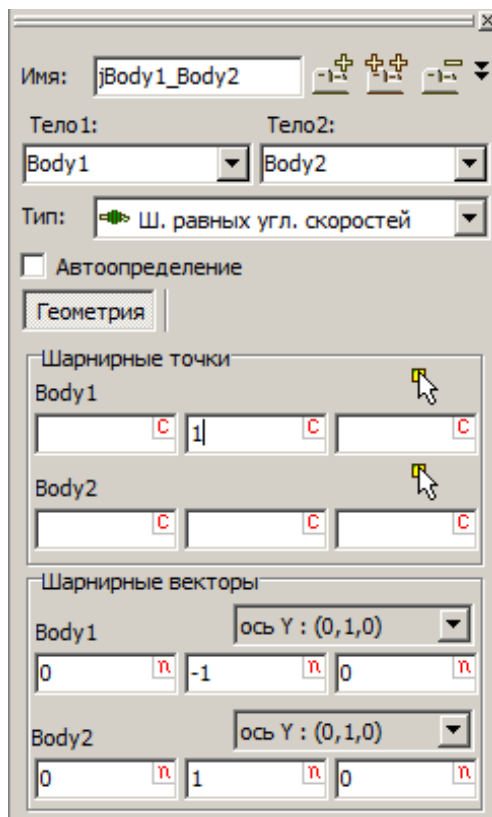 Имя: jBody1_Body2
Тело1: Тело2:
Body1 Body2
Тип: Ш. равных угл. скоростей
Автоопределение
Геометрия
Шарнирные точки
Body1
C 1 C C
Body2
C C C
Шарнирные векторы
Body1 ось Y : (0,1,0)
0 n -1 n 0 n
Body2 ось Y : (0,1,0)
0 n 1 n 0 n